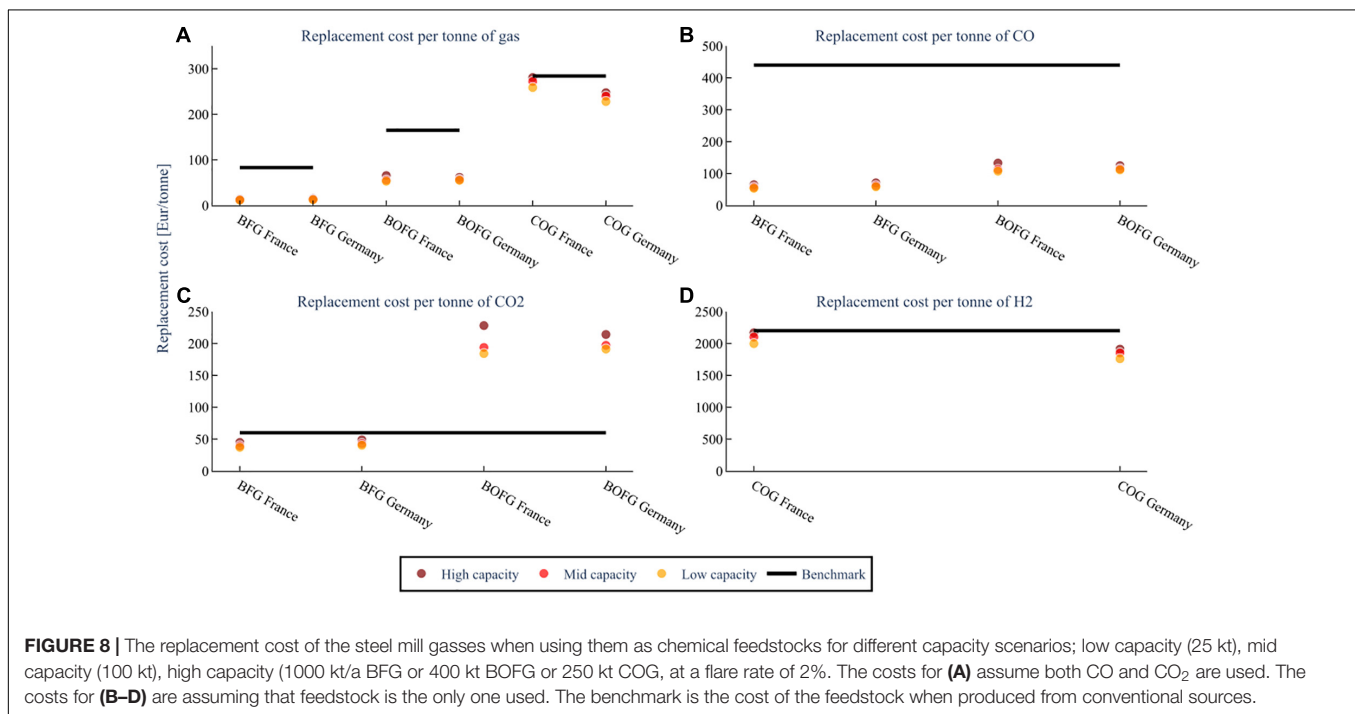 A
Replacement cost per tonne of gas
300
200
100
0
BFG France
BFG Germany
BOFG France
BOFG Germany
COG France
COG Germany
B
Replacement cost per tonne of CO
500
400
300
200
100
0
BFG France
BFG Germany
BOFG France
BOFG Germany
Replacement cost [Eur/tonne]
C
Replacement cost per tonne of CO2
250
200
150
100
50
0
BFG France
BFG Germany
BOFG France
BOFG Germany
D
Replacement cost per tonne of H2
2500
2000
1500
1000
500
0
COG France
COG Germany
High capacity
Mid capacity
Low capacity
Benchmark
FIGURE 8 | The replacement cost of the steel mill gasses when using them as chemical feedstocks for different capacity scenarios; low capacity (25 kt), mid
capacity (100 kt), high capacity (1000 kt/a BFG or 400 kt BOFG or 250 kt COG, at a flare rate of 2%. The costs for (A) assume both CO and CO₂ are used. The
costs for (B–D) are assuming that feedstock is the only one used. The benchmark is the cost of the feedstock when produced from conventional sources.